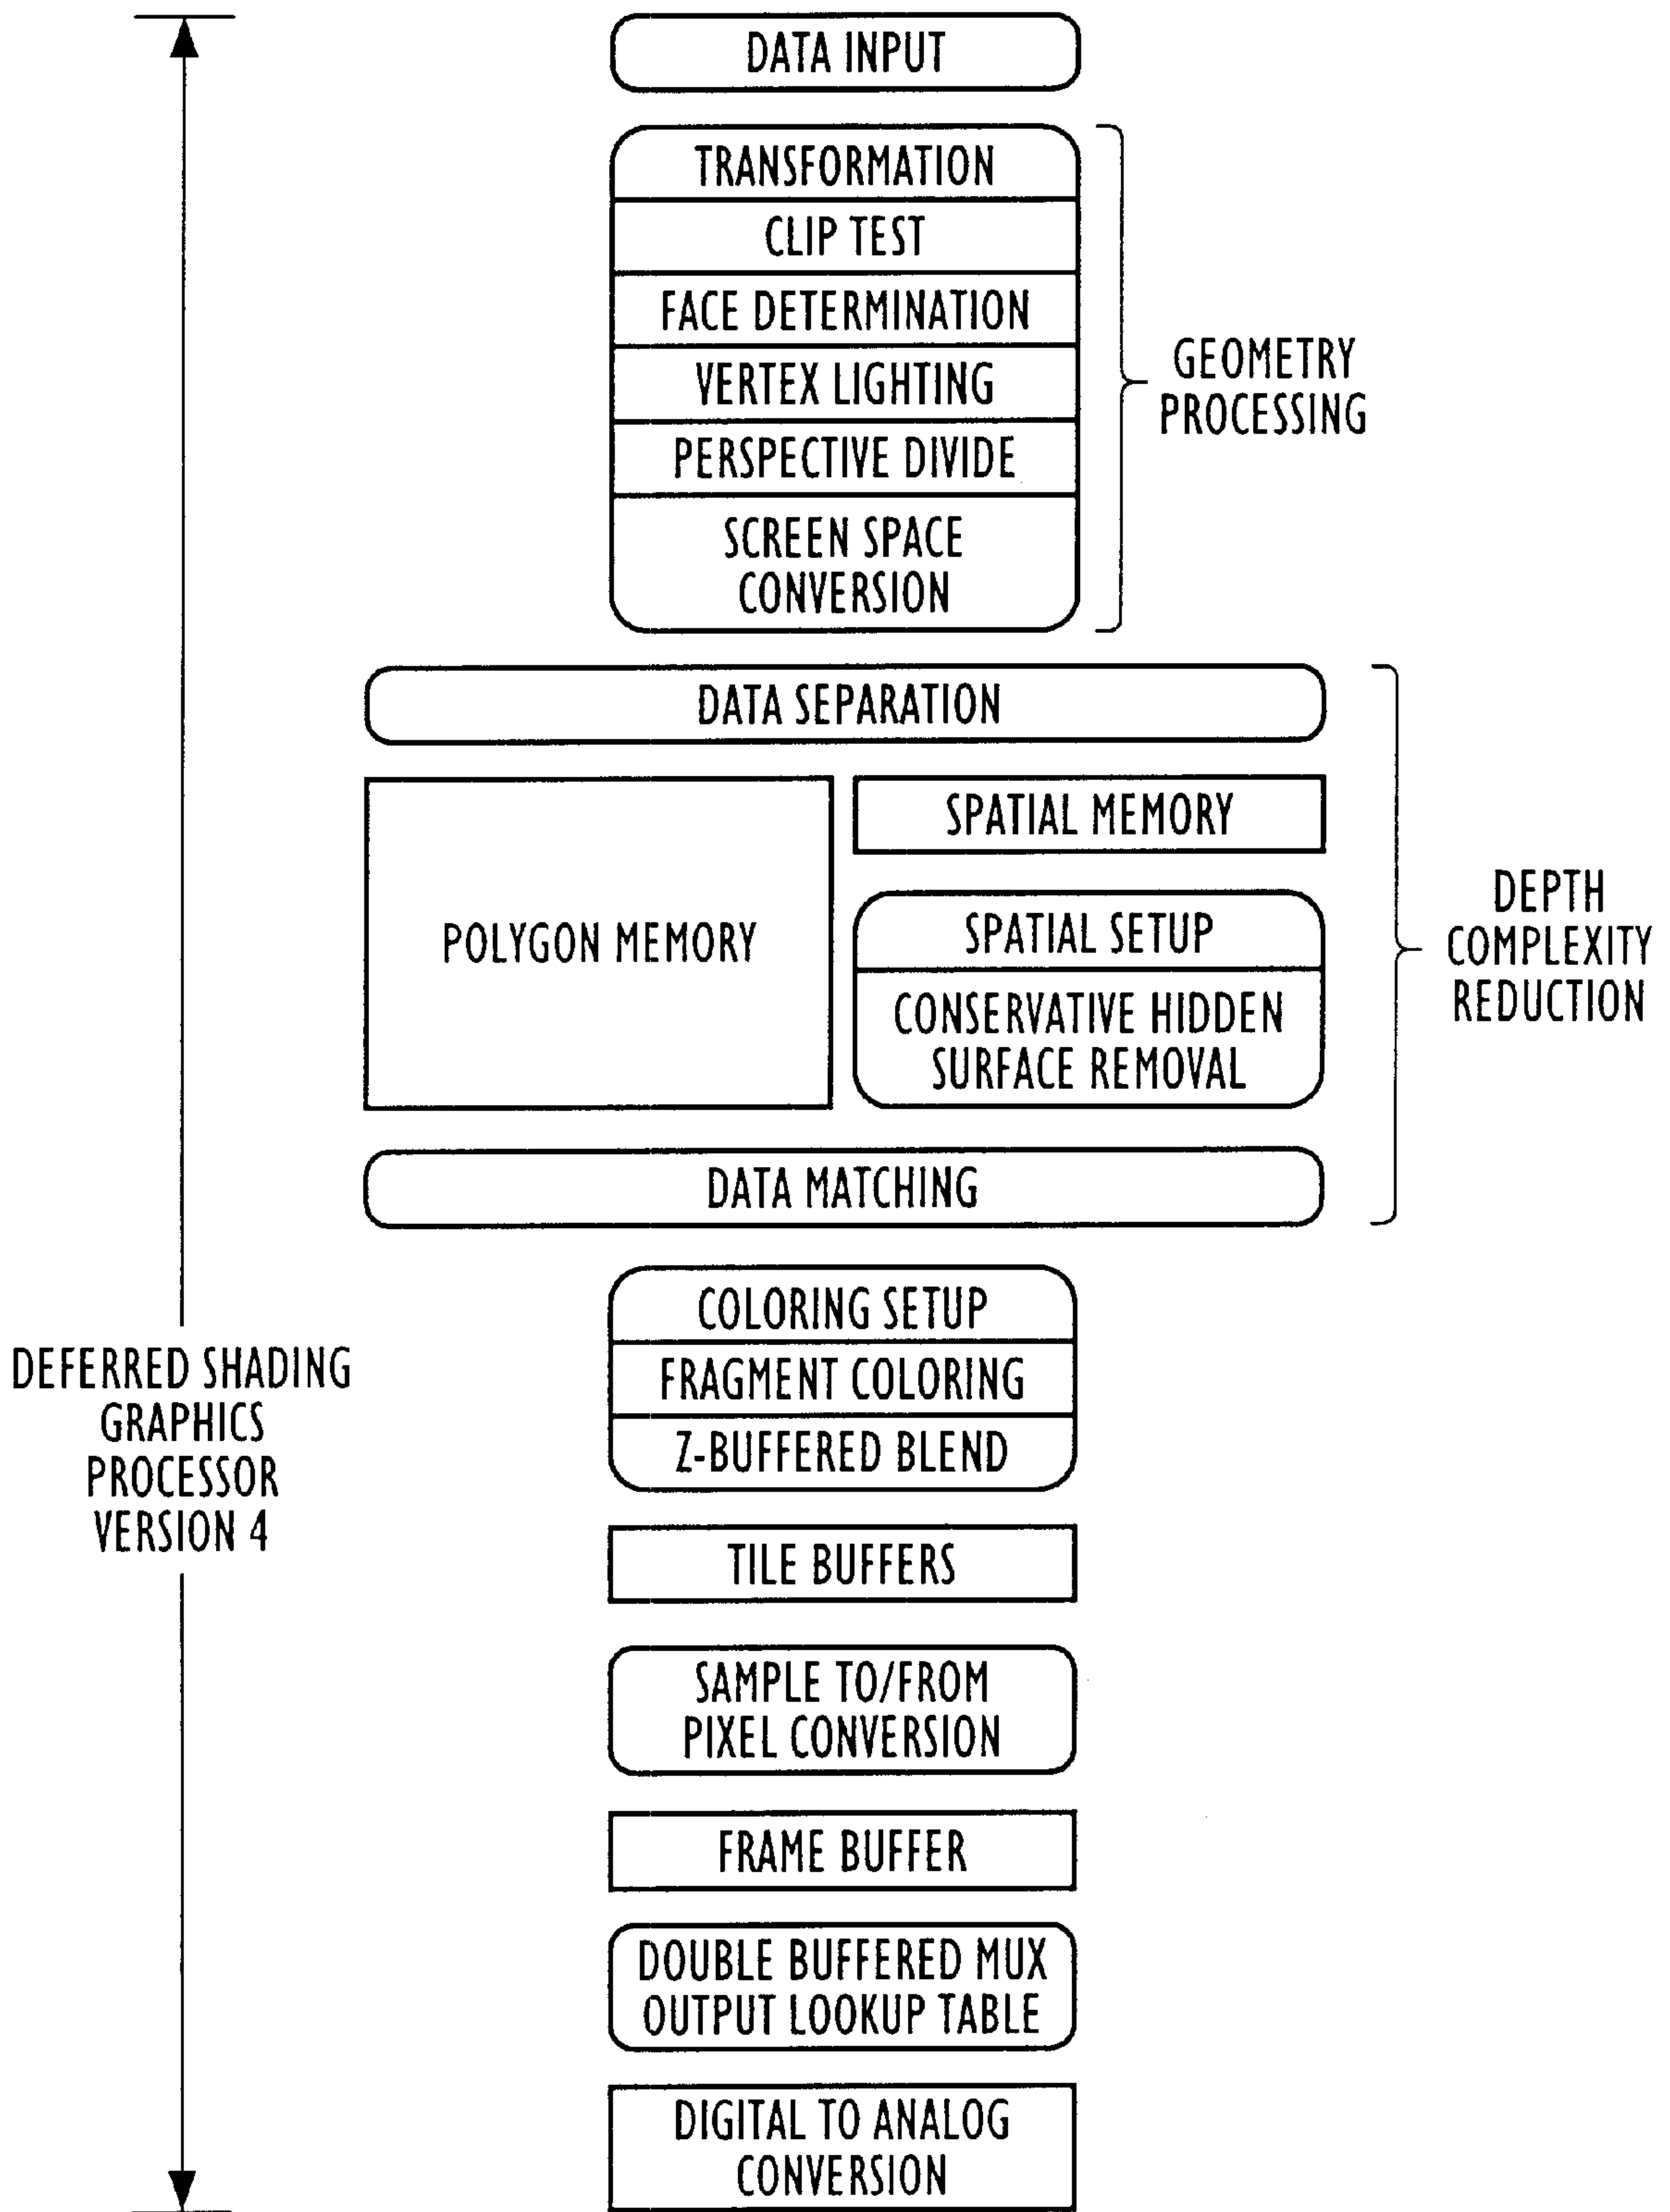 DATA INPUT
TRANSFORMATION
CLIP TEST
FACE DETERMINATION
VERTEX LIGHTING
PERSPECTIVE DIVIDE
SCREEN SPACE
CONVERSION
GEOMETRY
PROCESSING
DATA SEPARATION
POLYGON MEMORY
SPATIAL MEMORY
SPATIAL SETUP
CONSERVATIVE HIDDEN
SURFACE REMOVAL
DEPTH
COMPLEXITY
REDUCTION
DATA MATCHING
COLORING SETUP
FRAGMENT COLORING
Z-BUFFERED BLEND
DEFERRED SHADING
GRAPHICS
PROCESSOR
VERSION 4
TILE BUFFERS
SAMPLE TO/FROM
PIXEL CONVERSION
FRAME BUFFER
DOUBLE BUFFERED MUX
OUTPUT LOOKUP TABLE
DIGITAL TO ANALOG
CONVERSION